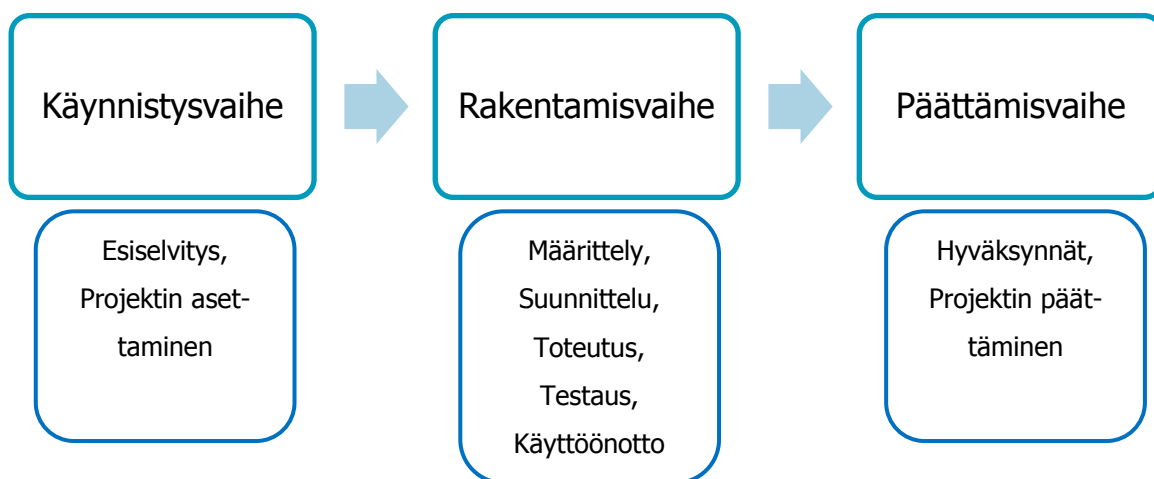 Käynnistysvaihe
Rakentamisvaihe
Päättämisvaihe
Esiselvitys,
Projektin aset-
taminen
Määrittely,
Suunnittelu,
Toteutus,
Testaus,
Käyttöönotto
Hyväksynnät,
Projektin päät-
täminen